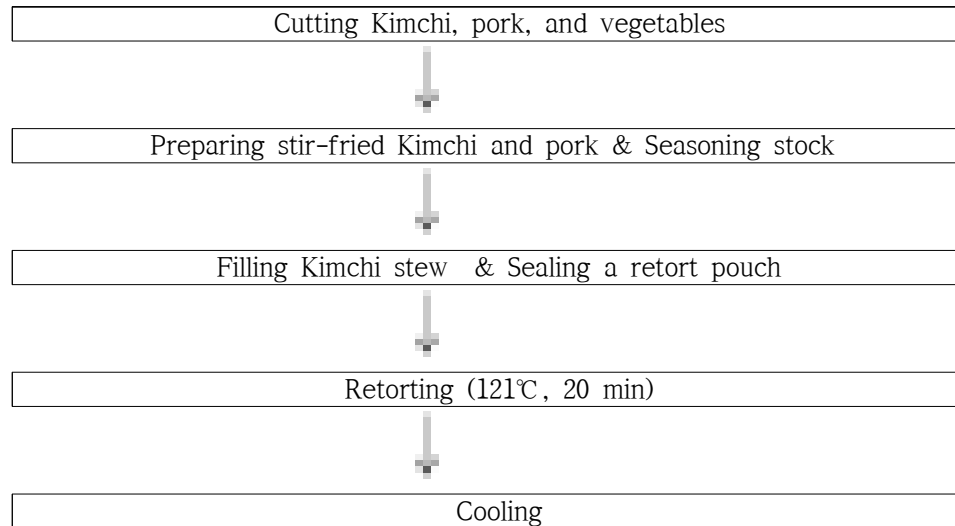 Cutting Kimchi, pork, and vegetables
Preparing stir-fried Kimchi and pork & Seasoning stock
Filling Kimchi stew & Sealing a retort pouch
Retorting (121℃, 20 min)
Cooling